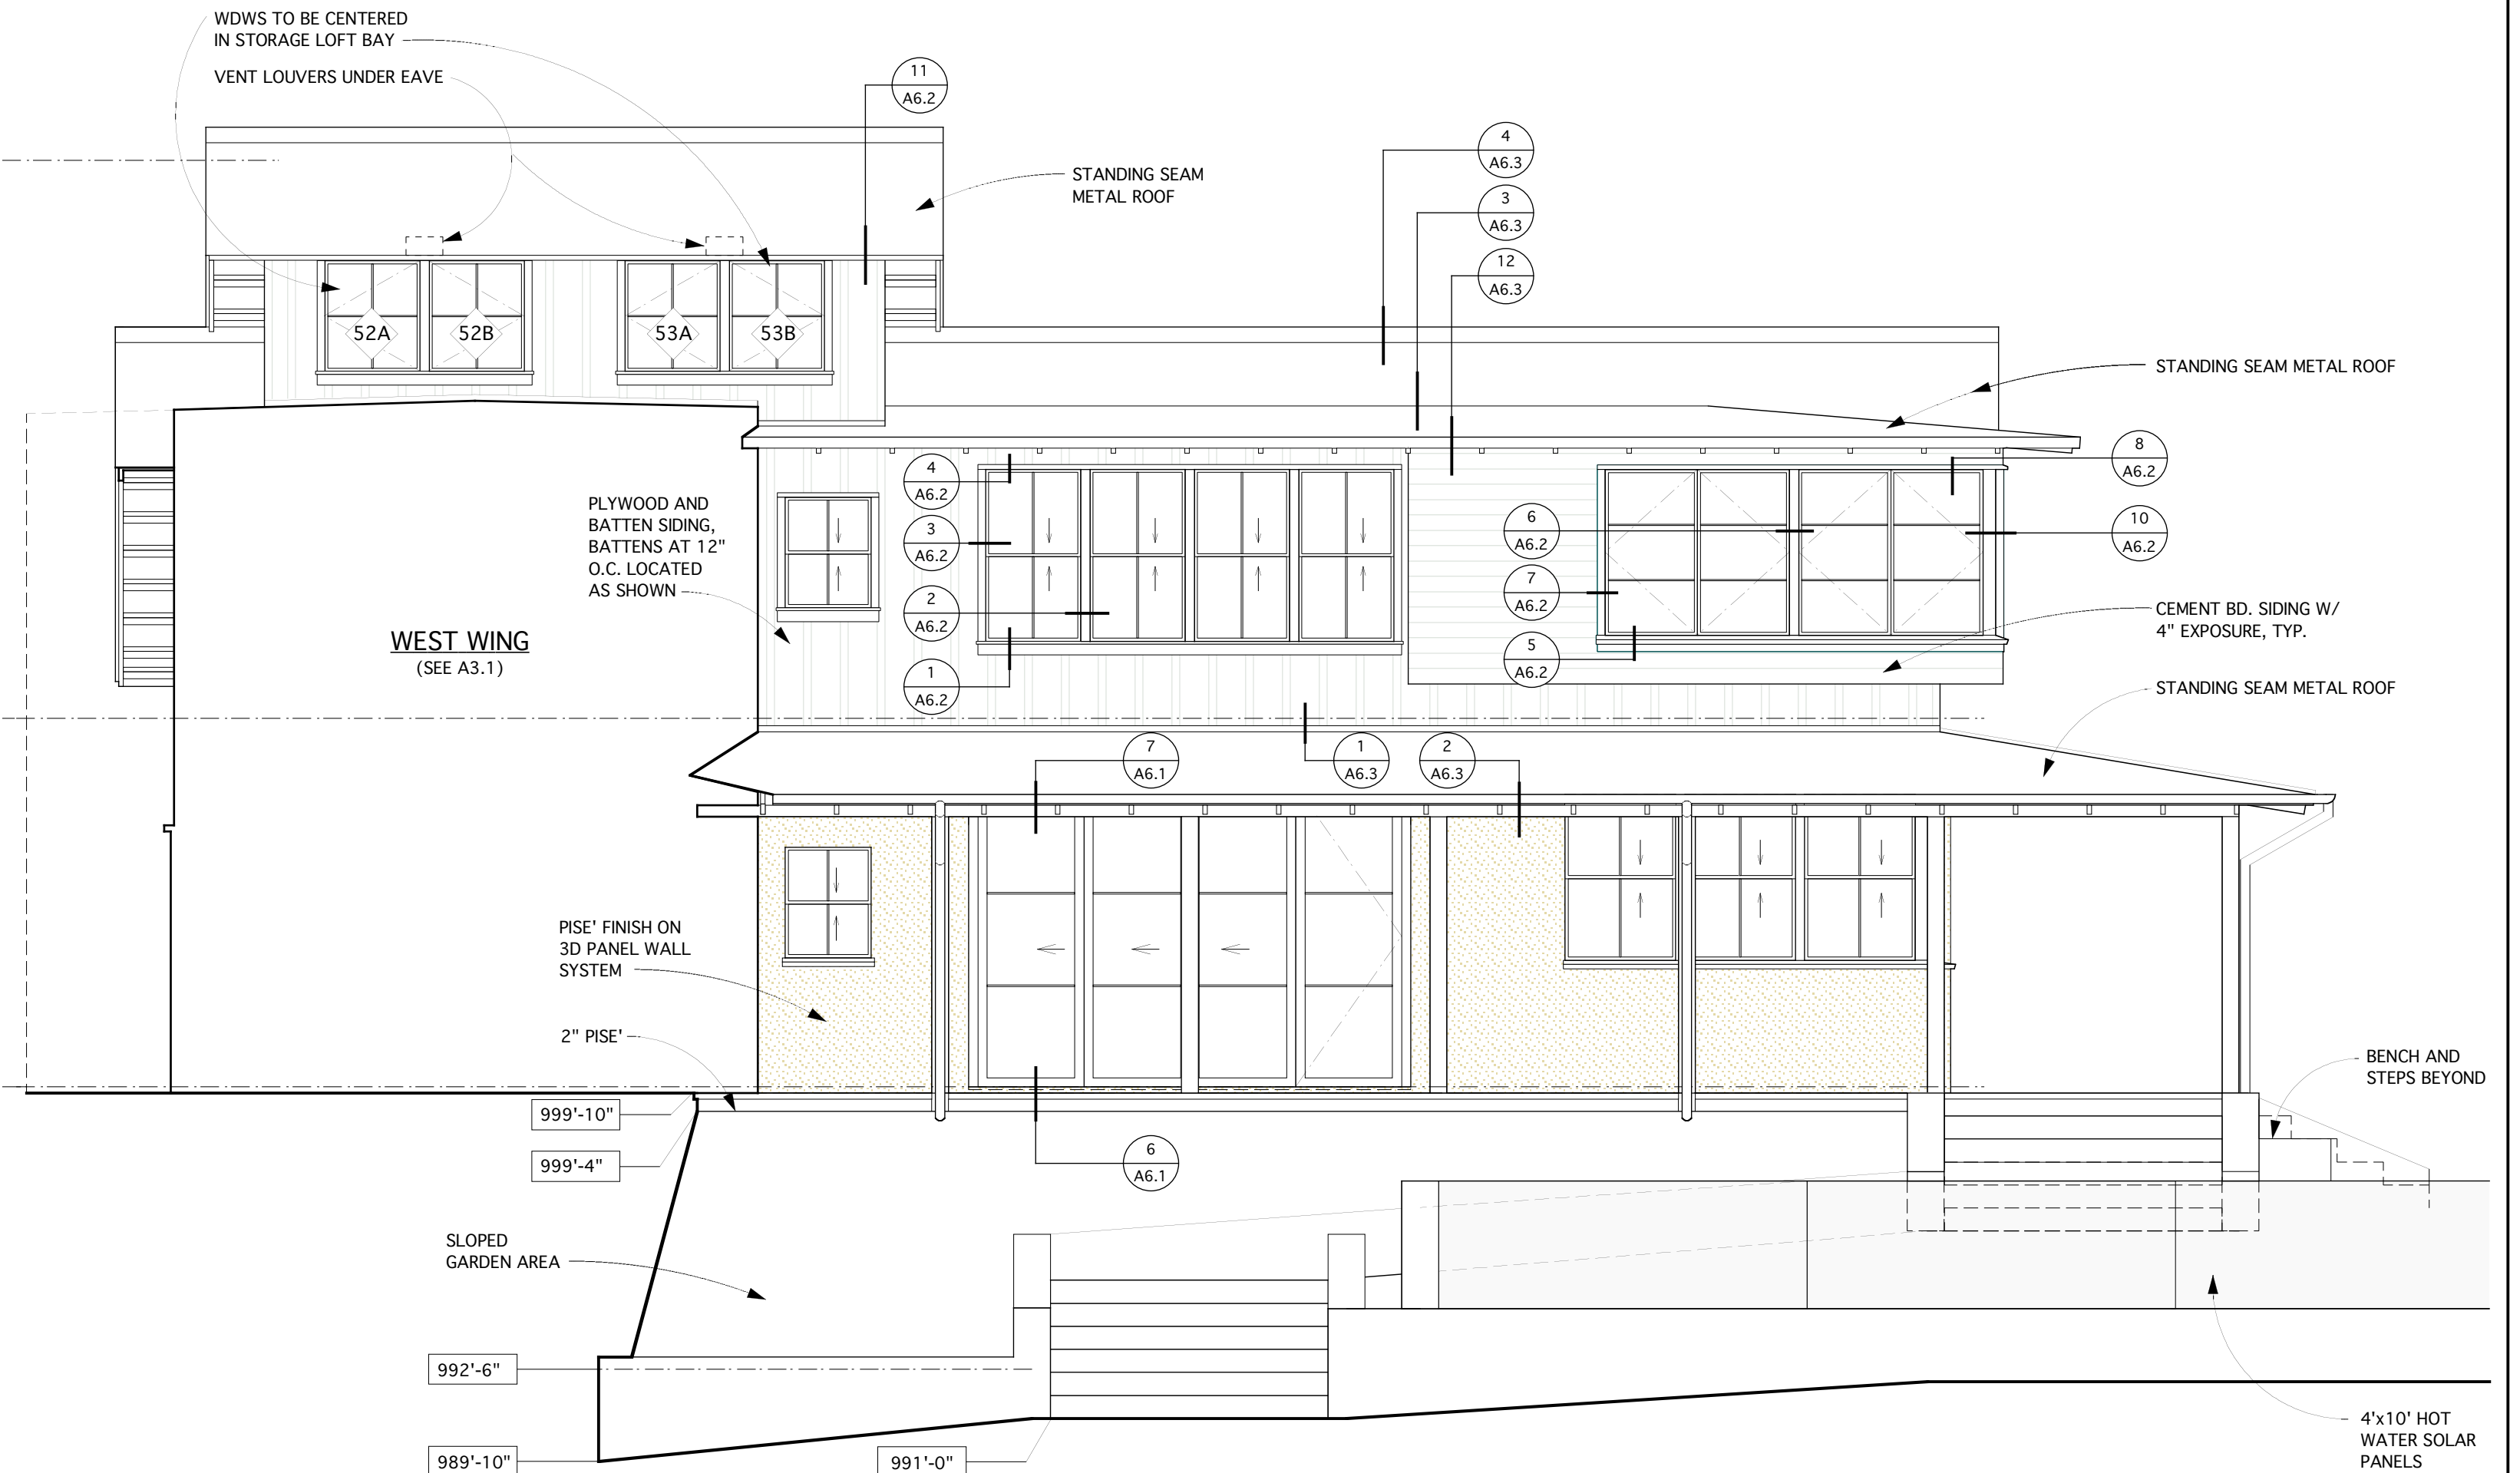 WDWS TO BE CENTERED
IN STORAGE LOFT BAY
VENT LOUVERS UNDER EAVE
11
A6.2
STANDING SEAM
METAL ROOF
4
A6.3
3
A6.3
12
A6.3
52A
52B
53A
53B
STANDING SEAM METAL ROOF
8
A6.2
4
A6.2
PLYWOOD AND
BATTEN SIDING,
BATTENS AT 12"
O.C. LOCATED
AS SHOWN
3
A6.2
6
A6.2
10
A6.2
2
A6.2
7
A6.2
CEMENT BD. SIDING W/
4" EXPOSURE, TYP.
WEST WING
(SEE A3.1)
5
A6.2
1
A6.2
STANDING SEAM METAL ROOF
7
A6.1
1
A6.3
2
A6.3
PISE' FINISH ON
3D PANEL WALL
SYSTEM
2" PISE'
BENCH AND
STEPS BEYOND
999'-10"
999'-4"
6
A6.1
SLOPED
GARDEN AREA
992'-6"
989'-10"
991'-0"
4'x10' HOT
WATER SOLAR
PANELS